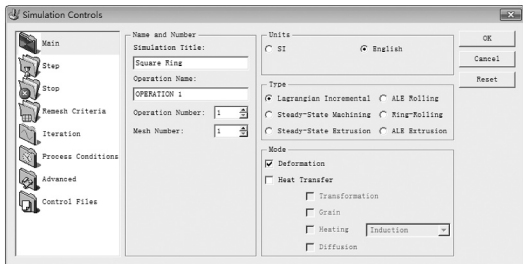 Simulation Controls
Main
Step
Stop
Remesh Criteria
Iteration
Process Conditions
Advanced
Control Files
Name and Number
Simulation Title:
Square Ring
Operation Name:
OPERATION 1
Operation Number: 1
Mesh Number: 1
Units
SI English
Type
Lagrangian Incremental ALE Rolling
Steady-State Machining Ring-Rolling
Steady-State Extrusion ALE Extrusion
Mode
Deformation
Heat Transfer
Transformation
Grain
Heating Induction
Diffusion
OK
Cancel
Reset